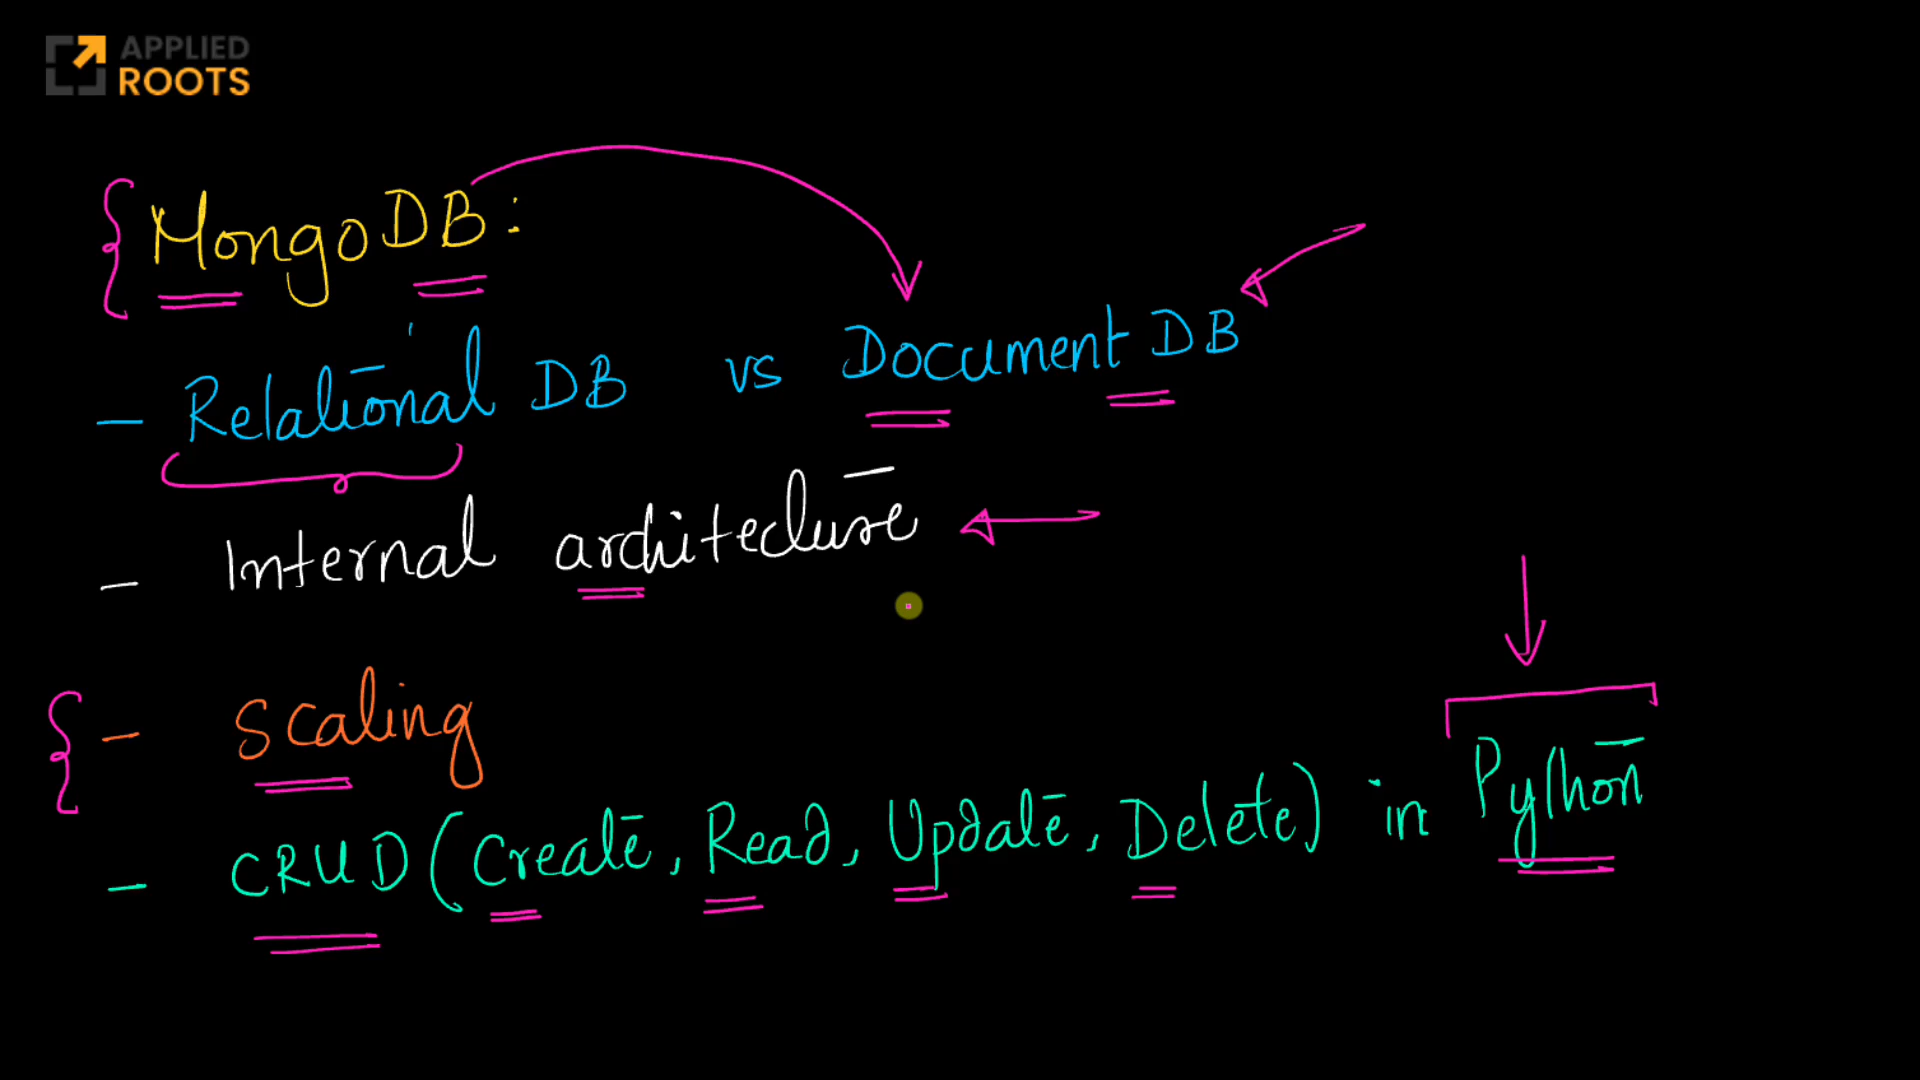 APPLIED
ROOTS
MongoDB:
- Relational DB vs Document DB
- Internal architecture
- Scaling
- CRUD (Create, Read, Update, Delete) in Python